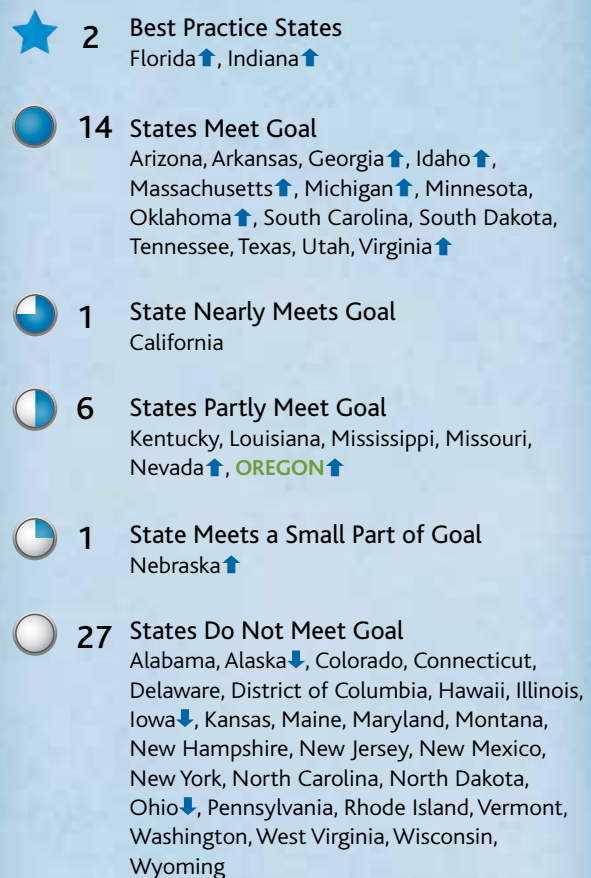 2 Best Practice States
Florida⬆, Indiana⬆
14 States Meet Goal
Arizona, Arkansas, Georgia⬆, Idaho⬆,
Massachusetts⬆, Michigan⬆, Minnesota,
Oklahoma⬆, South Carolina, South Dakota,
Tennessee, Texas, Utah, Virginia⬆
1 State Nearly Meets Goal
California
6 States Partly Meet Goal
Kentucky, Louisiana, Mississippi, Missouri,
Nevada⬆, OREGON⬆
1 State Meets a Small Part of Goal
Nebraska⬆
27 States Do Not Meet Goal
Alabama, Alaska⬇, Colorado, Connecticut,
Delaware, District of Columbia, Hawaii, Illinois,
Iowa⬇, Kansas, Maine, Maryland, Montana,
New Hampshire, New Jersey, New Mexico,
New York, North Carolina, North Dakota,
Ohio⬇, Pennsylvania, Rhode Island, Vermont,
Washington, West Virginia, Wisconsin,
Wyoming